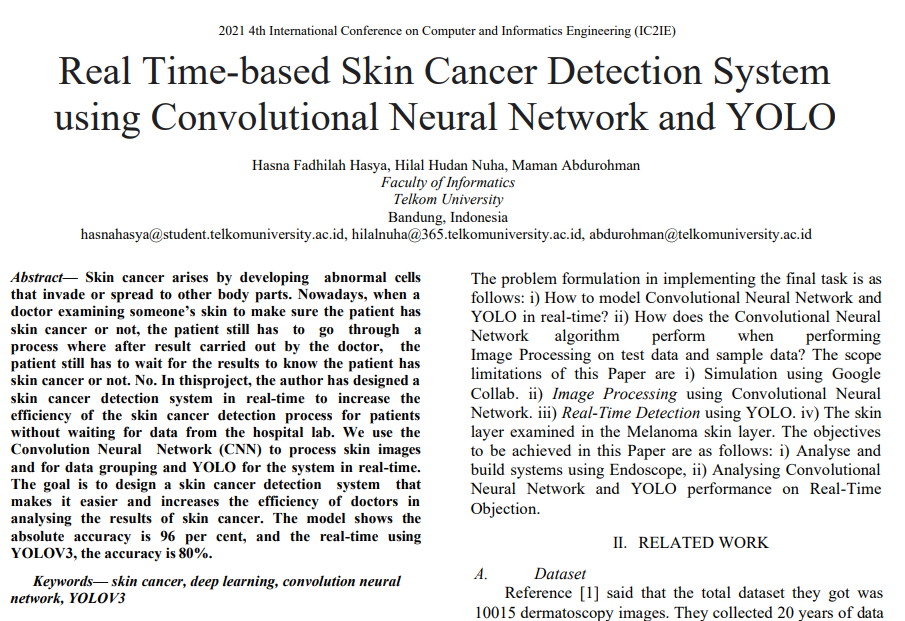 2021 4th International Conference on Computer and Informatics Engineering (IC2IE)
Real Time-based Skin Cancer Detection System
using Convolutional Neural Network and YOLO
Hasna Fadhilah Hasya, Hilal Hudan Nuha, Maman Abdurohman
Faculty of Informatics
Telkom University
Bandung, Indonesia
hasnahasya@student.telkomuniversity.ac.id, hilalnuha@365.telkomuniversity.ac.id, abdurohman@telkomuniversity.ac.id
Abstract— Skin cancer arises by developing abnormal cells
that invade or spread to other body parts. Nowadays, when a
doctor examining someone's skin to make sure the patient has
skin cancer or not, the patient still has to go through a
process where after result carried out by the doctor, the
patient still has to wait for the results to know the patient has
skin cancer or not. No. In thisproject, the author has designed a
skin cancer detection system in real-time to increase the
efficiency of the skin cancer detection process for patients
without waiting for data from the hospital lab. We use the
Convolution Neural Network (CNN) to process skin images
and for data grouping and YOLO for the system in real-time.
The goal is to design a skin cancer detection system that
makes it easier and increases the efficiency of doctors in
analysing the results of skin cancer. The model shows the
absolute accuracy is 96 per cent, and the real-time using
YOLOV3, the accuracy is 80%.
Keywords— skin cancer, deep learning, convolution neural
network, YOLOV3
The problem formulation in implementing the final task is as
follows: i) How to model Convolutional Neural Network and
YOLO in real-time? ii) How does the Convolutional Neural
Network algorithm perform when performing
Image Processing on test data and sample data? The scope
limitations of this Paper are i) Simulation using Google
Collab. ii) Image Processing using Convolutional Neural
Network. iii) Real-Time Detection using YOLO. iv) The skin
layer examined in the Melanoma skin layer. The objectives
to be achieved in this Paper are as follows: i) Analyse and
build systems using Endoscope, ii) Analysing Convolutional
Neural Network and YOLO performance on Real-Time
Objection.
II. RELATED WORK
A. Dataset
Reference [1] said that the total dataset they got was
10015 dermatoscopy images. They collected 20 years of data